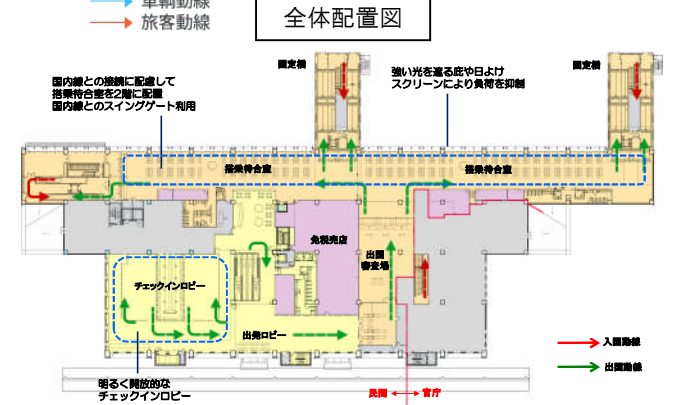 車輌動線
旅客動線
全体配置図
国内線との接続に配慮して
搭乗待合室を2階に配置
国内線とのスイングゲート利用
固定橋
強い光を遮る庇や日よけ
スクリーンにより負荷を抑制
固定橋
搭乗待合室
搭乗待合室
免税売店
出国
審査場
チェックインロビー
出発ロビー
入国動線
出国動線
明るく開放的な
チェックインロビー
民間
官庁